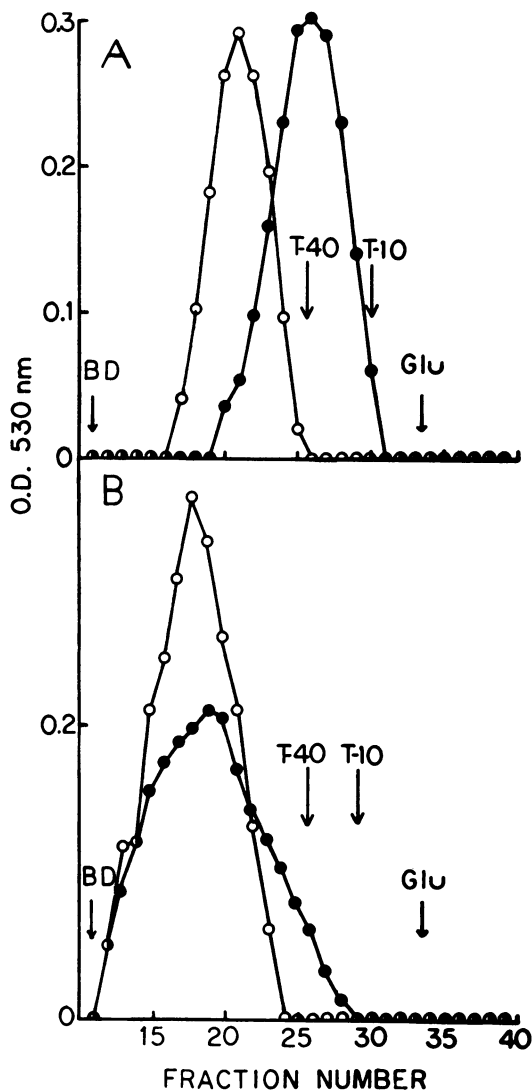 A
0.3
0.2
0.1
0
BD
T-40
T-10
Glu
O.D. 530 nm
B
0.2
0
BD
T-40
T-10
Glu
15 20 25 30 35 40
FRACTION NUMBER